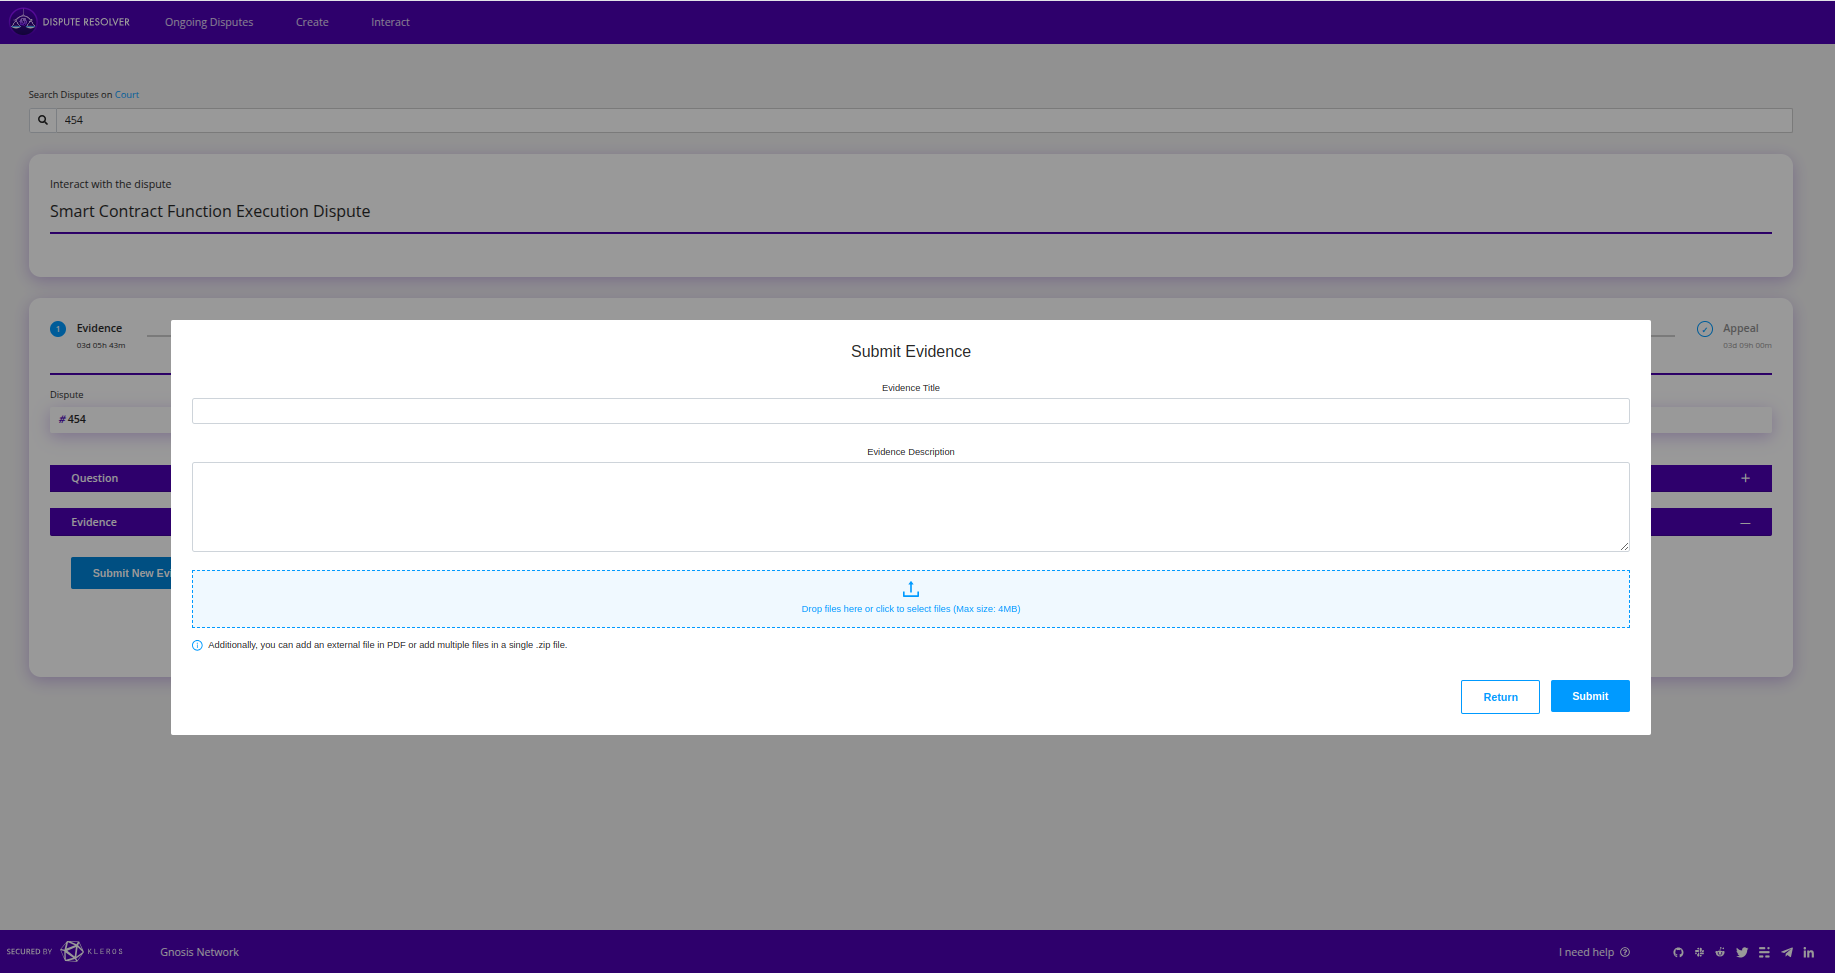 DISPUTE RESOLVER Ongoing Disputes Create Interact
Search Disputes on Court
454
Interact with the dispute
Smart Contract Function Execution Dispute
1 Evidence
03d 05h 43m
Appeal
03d 09h 00m
Dispute
#454
Question +
Evidence —
Submit New Evi
Submit Evidence
Evidence Title
Evidence Description
Drop files here or click to select files (Max size: 4MB)
Additionally, you can add an external file in PDF or add multiple files in a single .zip file.
Return Submit
SECURED BY KLEROS Gnosis Network I need help